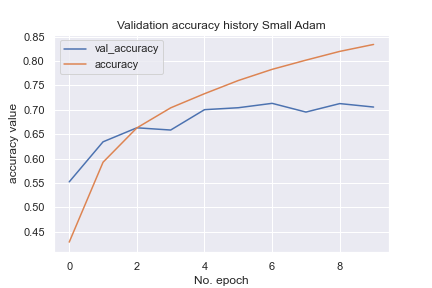 Validation accuracy history Small Adam
0.85
0.80
0.75
0.70
0.65
0.60
0.55
0.50
0.45
accuracy value
val_accuracy
accuracy
0 2 4 6 8
No. epoch